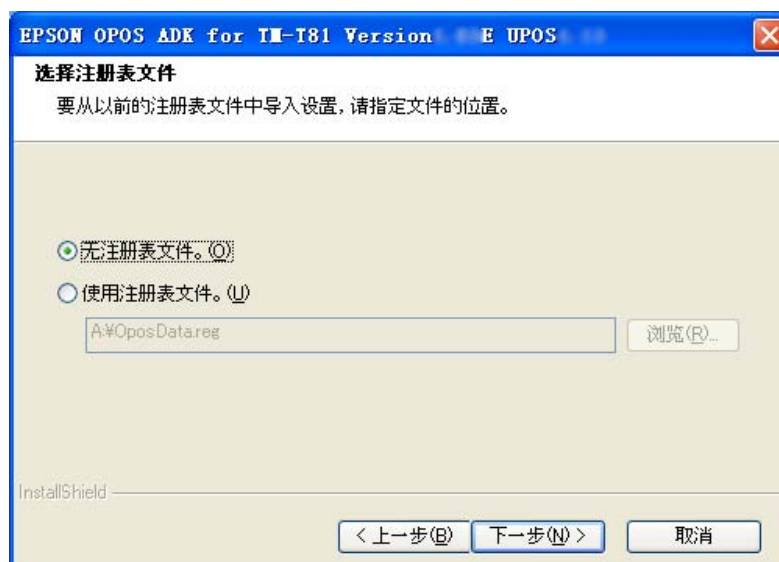 EPSON OPOS ADK for TM-T81 Version E UPOS
选择注册表文件
要从以前的注册表文件中导入设置,请指定文件的位置。
无注册表文件。(O)
使用注册表文件。(U)
A:¥OposData.reg
浏览(R)...
InstallShield
< 上一步(B)
下一步(N) >
取消